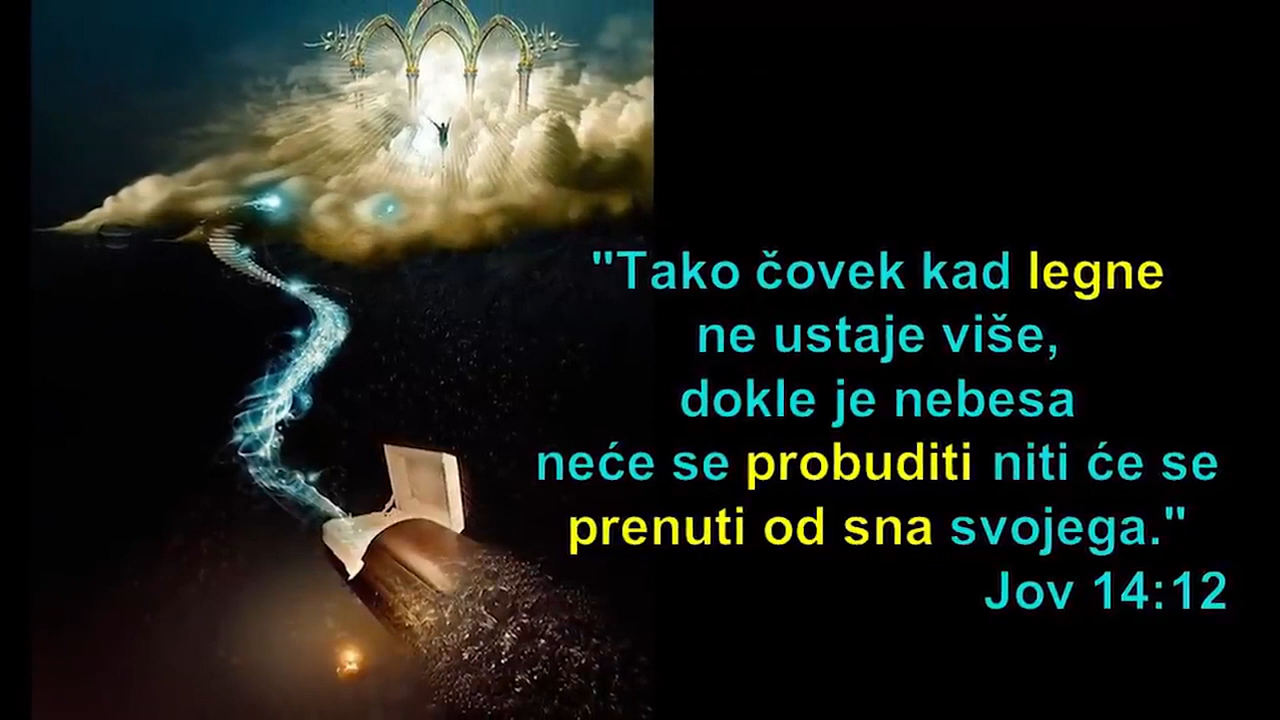 "Tako čovek kad legne
ne ustaje više,
dokle je nebesa
neće se probuditi niti će se
prenuti od sna svojega."
Jov 14:12